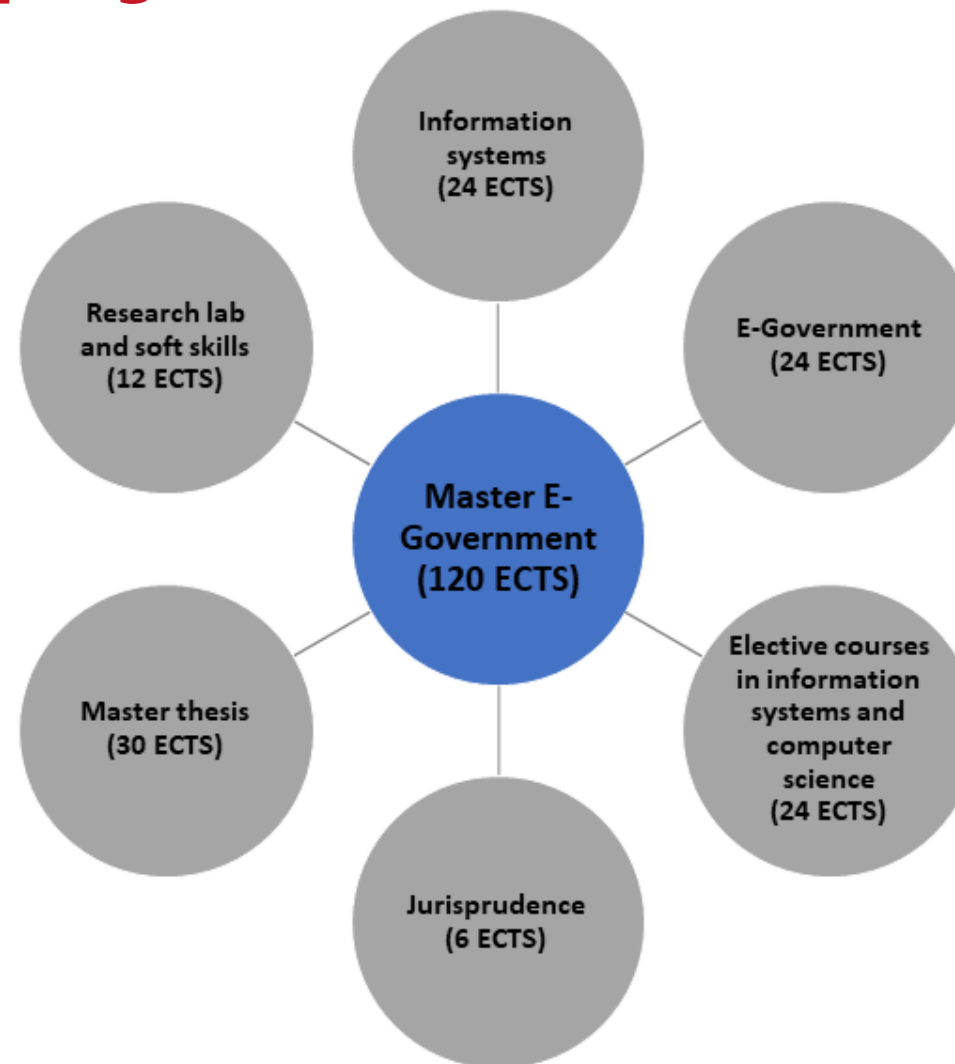 Information
systems
(24 ECTS)
E-Government
(24 ECTS)
Elective courses
in information
systems and
computer
science
(24 ECTS)
Jurisprudence
(6 ECTS)
Master thesis
(30 ECTS)
Research lab
and soft skills
(12 ECTS)
Master E-
Government
(120 ECTS)